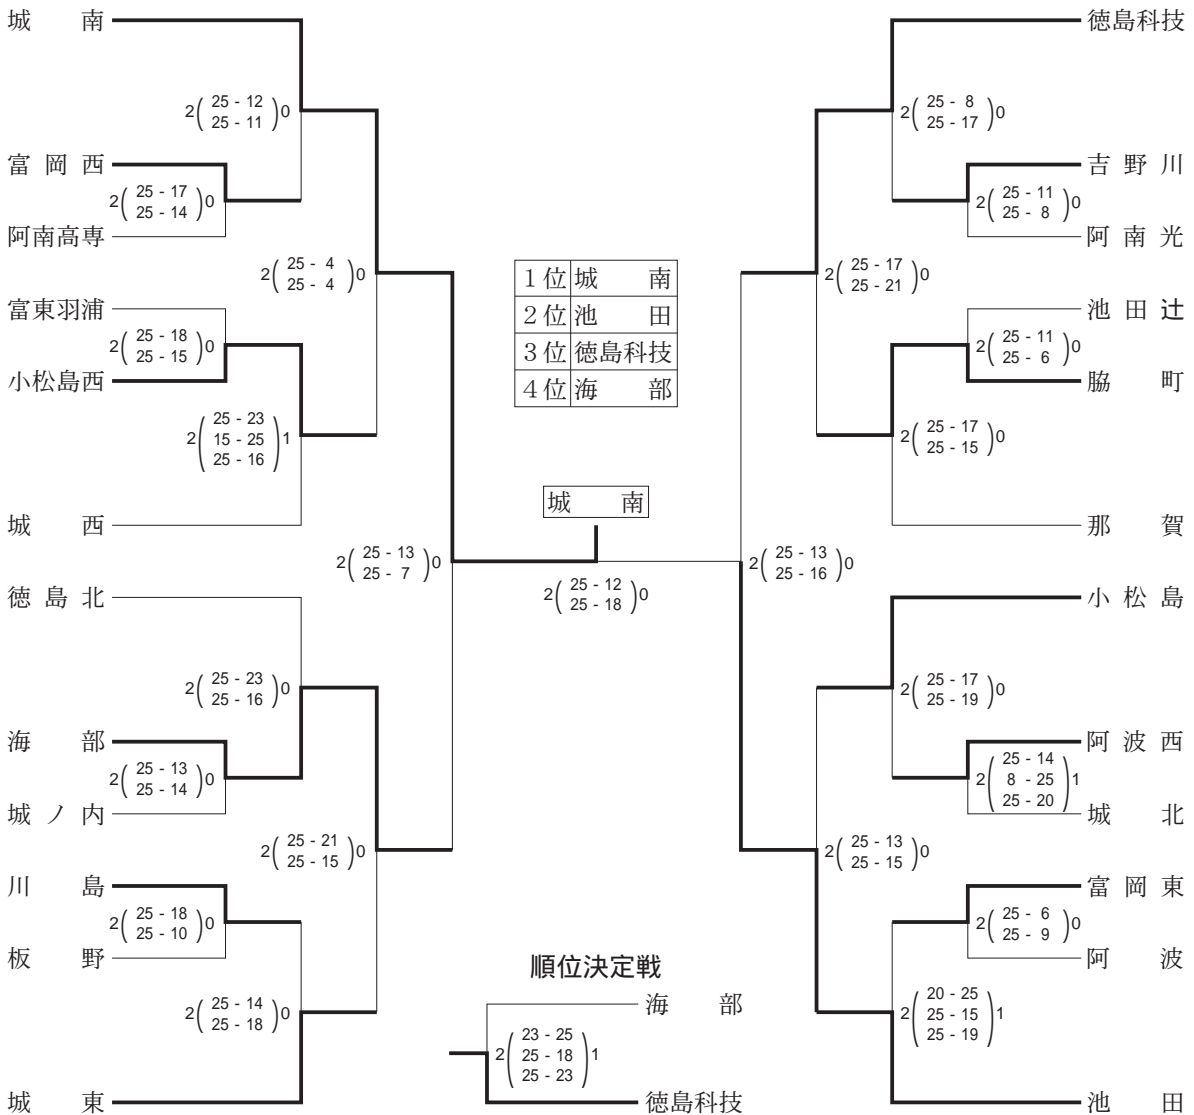 城　南
2(25 - 12
25 - 11)0
富岡西
2(25 - 17
25 - 14)0
阿南高専
2(25 - 4
25 - 4)0
富東羽浦
2(25 - 18
25 - 15)0
小松島西
2(25 - 23
15 - 25
25 - 16)1
城　西
2(25 - 13
25 - 7)0
徳島北
2(25 - 23
25 - 16)0
海　部
2(25 - 13
25 - 14)0
城ノ内
2(25 - 21
25 - 15)0
川　島
2(25 - 18
25 - 10)0
板　野
2(25 - 14
25 - 18)0
城　東
1位 城　南
2位 池　田
3位 徳島科技
4位 海　部
城　南
2(25 - 12
25 - 18)0
順位決定戦
海　部
2(23 - 25
25 - 18
25 - 23)1
徳島科技
徳島科技
2(25 - 8
25 - 17)0
吉野川
2(25 - 11
25 - 8)0
阿南光
2(25 - 17
25 - 21)0
池田辻
2(25 - 11
25 - 6)0
脇　町
2(25 - 17
25 - 15)0
那　賀
2(25 - 13
25 - 16)0
小松島
2(25 - 17
25 - 19)0
阿波西
2(25 - 14
8 - 25
25 - 20)1
城　北
2(25 - 13
25 - 15)0
富岡東
2(25 - 6
25 - 9)0
阿　波
2(20 - 25
25 - 15
25 - 19)1
池　田